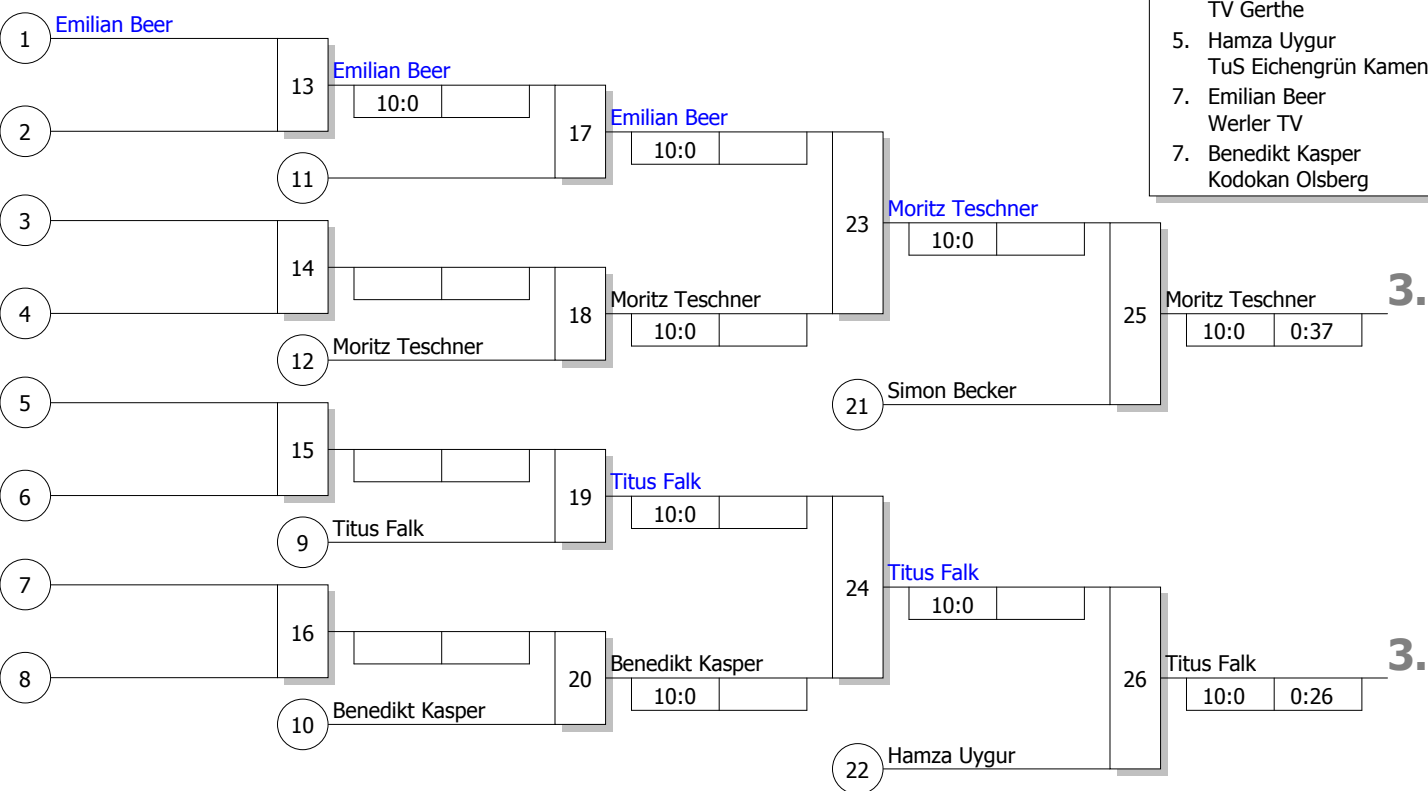 TV Gerthe
5. Hamza Uygur
TuS Eichengrün Kamen
7. Emilian Beer
Werler TV
7. Benedikt Kasper
Kodokan Olsberg
1 Emilian Beer
13 Emilian Beer
10:0
2
17 Emilian Beer
10:0
11
3
23 Moritz Teschner
10:0
14
4
18 Moritz Teschner
10:0
12 Moritz Teschner
25 Moritz Teschner 3.
10:0 0:37
5
21 Simon Becker
15
6
19 Titus Falk
10:0
9 Titus Falk
7
24 Titus Falk
10:0
16
8
20 Benedikt Kasper
10:0
10 Benedikt Kasper
26 Titus Falk 3.
10:0 0:26
22 Hamza Uygur